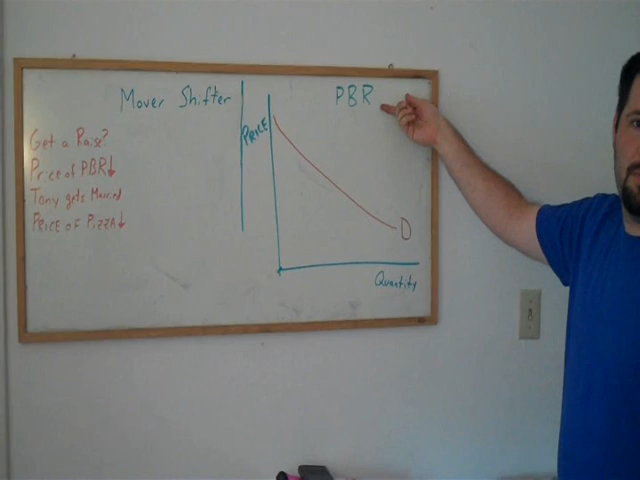 Mover Shifter
Get a Raise?
Price of PBR↓
Tony gets Married
PRICE OF PIZZA↓
PBR
PRICE
D
Quantity